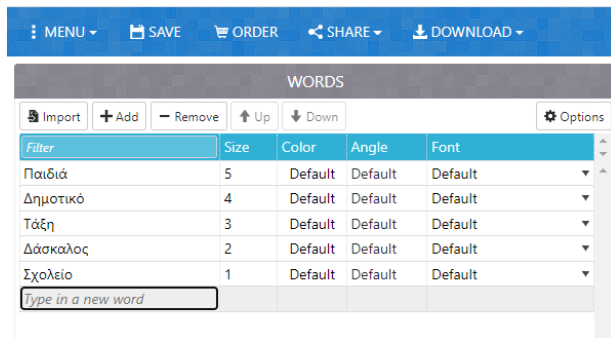 MENU SAVE ORDER SHARE DOWNLOAD
WORDS
Import Add Remove Up Down Options
Filter Size Color Angle Font
Παιδιά 5 Default Default Default
Δημοτικό 4 Default Default Default
Τάξη 3 Default Default Default
Δάσκαλος 2 Default Default Default
Σχολείο 1 Default Default Default
Type in a new word